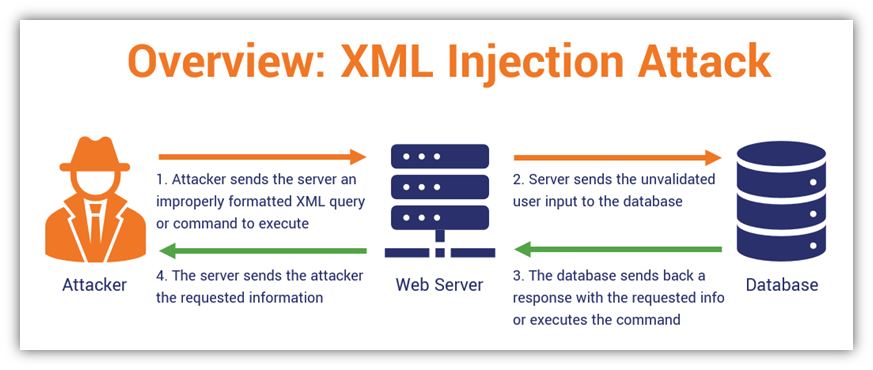 Overview: XML Injection Attack
1. Attacker sends the server an
improperly formatted XML query
or command to execute
2. Server sends the unvalidated
user input to the database
4. The server sends the attacker
the requested information
3. The database sends back a
response with the requested info
or executes the command
Attacker
Web Server
Database